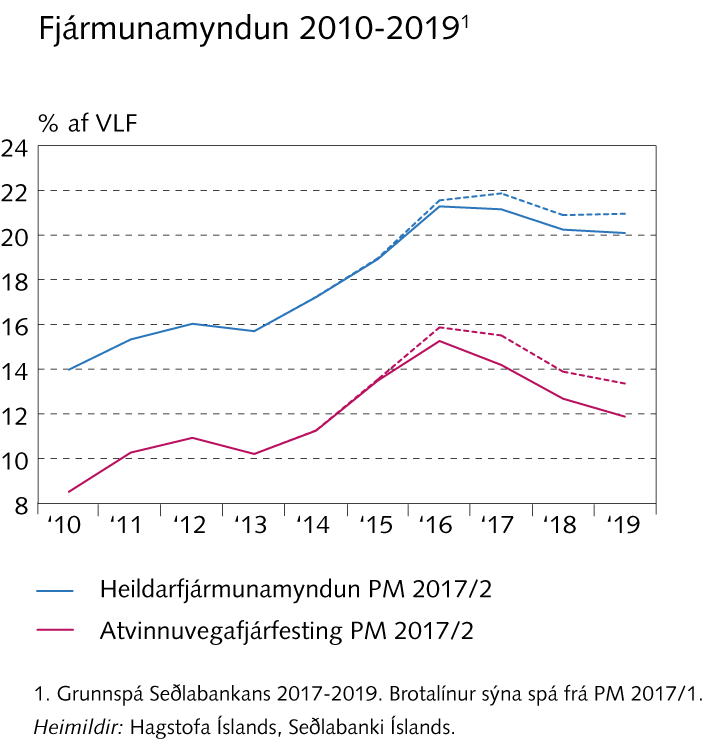 Fjármunamyndun 2010-2019¹
% af VLF
24
22
20
18
16
14
12
10
8
‘10 ‘11 ‘12 ‘13 ‘14 ‘15 ‘16 ‘17 ‘18 ‘19
Heildarfjármunamyndun PM 2017/2
Atvinnuvegafjárfesting PM 2017/2
1. Grunnspá Seðlabankans 2017-2019. Brotalínur sýna spá frá PM 2017/1.
Heimildir: Hagstofa Íslands, Seðlabanki Íslands.